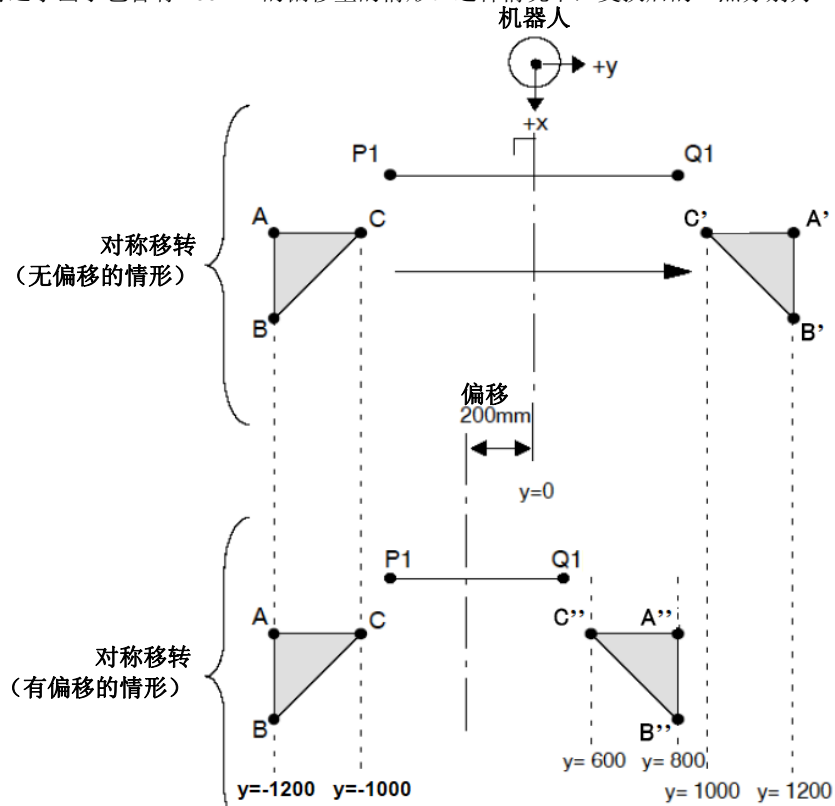 机器人
+y
+x
P1 Q1
A C C’ A’
对称移转
（无偏移的情形）
B B’
偏移
200mm
y=0
P1 Q1
A C C’’ A’’
对称移转
（有偏移的情形）
B B’’
y= 600 y= 800
y=-1200 y=-1000 y= 1000 y= 1200